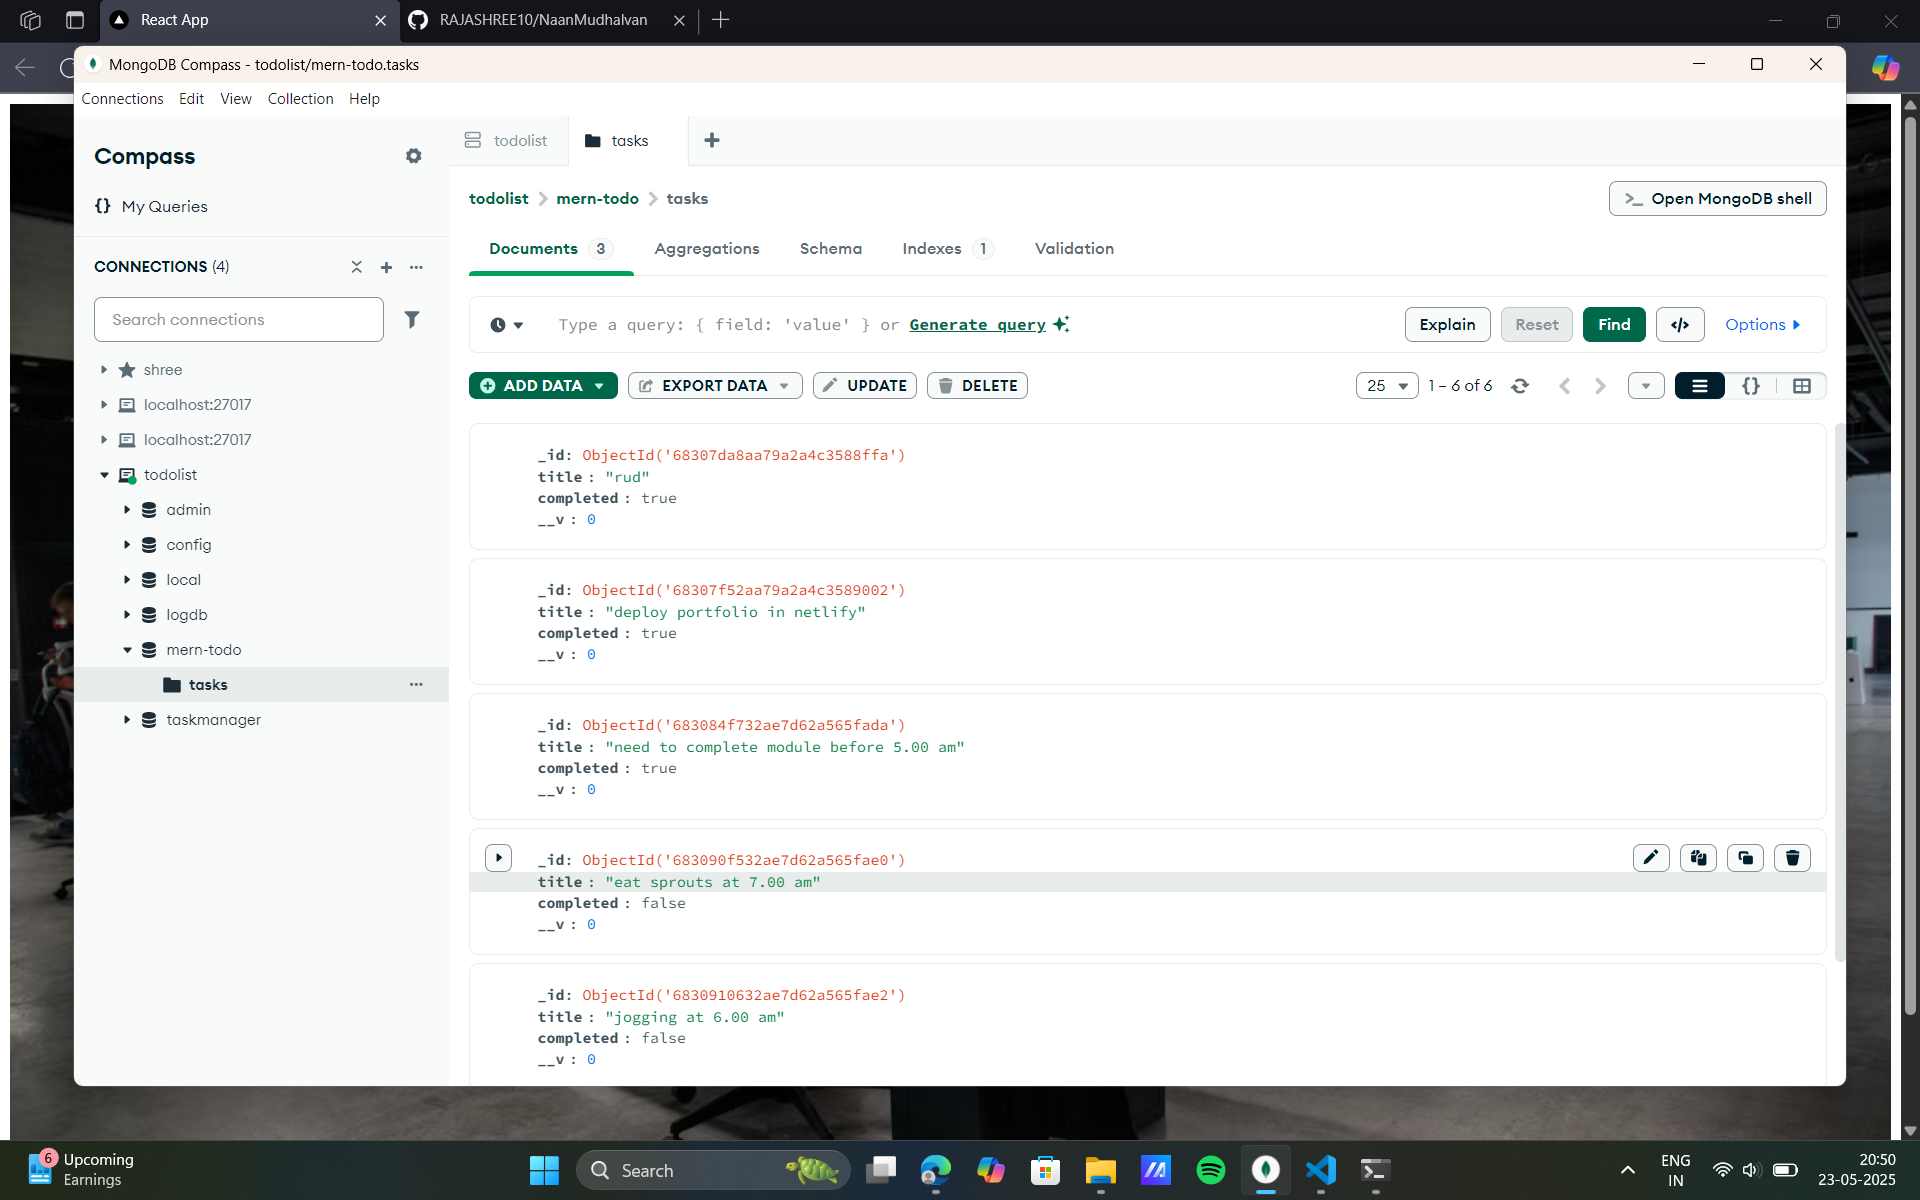 React App
RAJASHREE10/NaanMudhalvan
MongoDB Compass - todolist/mern-todo.tasks
Connections Edit View Collection Help
Compass
{} My Queries
CONNECTIONS (4)
Search connections
shree
localhost:27017
localhost:27017
todolist
admin
config
local
logdb
mern-todo
tasks
taskmanager
todolist
tasks
todolist > mern-todo > tasks
>_ Open MongoDB shell
Documents 3 Aggregations Schema Indexes 1 Validation
Type a query: { field: 'value' } or Generate query
Explain Reset Find </> Options
ADD DATA EXPORT DATA UPDATE DELETE
25 1 – 6 of 6 {}
_id: ObjectId('68307da8aa79a2a4c3588ffa')
title : "rud"
completed : true
__v : 0
_id: ObjectId('68307f52aa79a2a4c3589002')
title : "deploy portfolio in netlify"
completed : true
__v : 0
_id: ObjectId('683084f732ae7d62a565fada')
title : "need to complete module before 5.00 am"
completed : true
__v : 0
_id: ObjectId('683090f532ae7d62a565fae0')
title : "eat sprouts at 7.00 am"
completed : false
__v : 0
_id: ObjectId('6830910632ae7d62a565fae2')
title : "jogging at 6.00 am"
completed : false
__v : 0
6
Upcoming
Earnings
Search
ENG
IN
20:50
23-05-2025